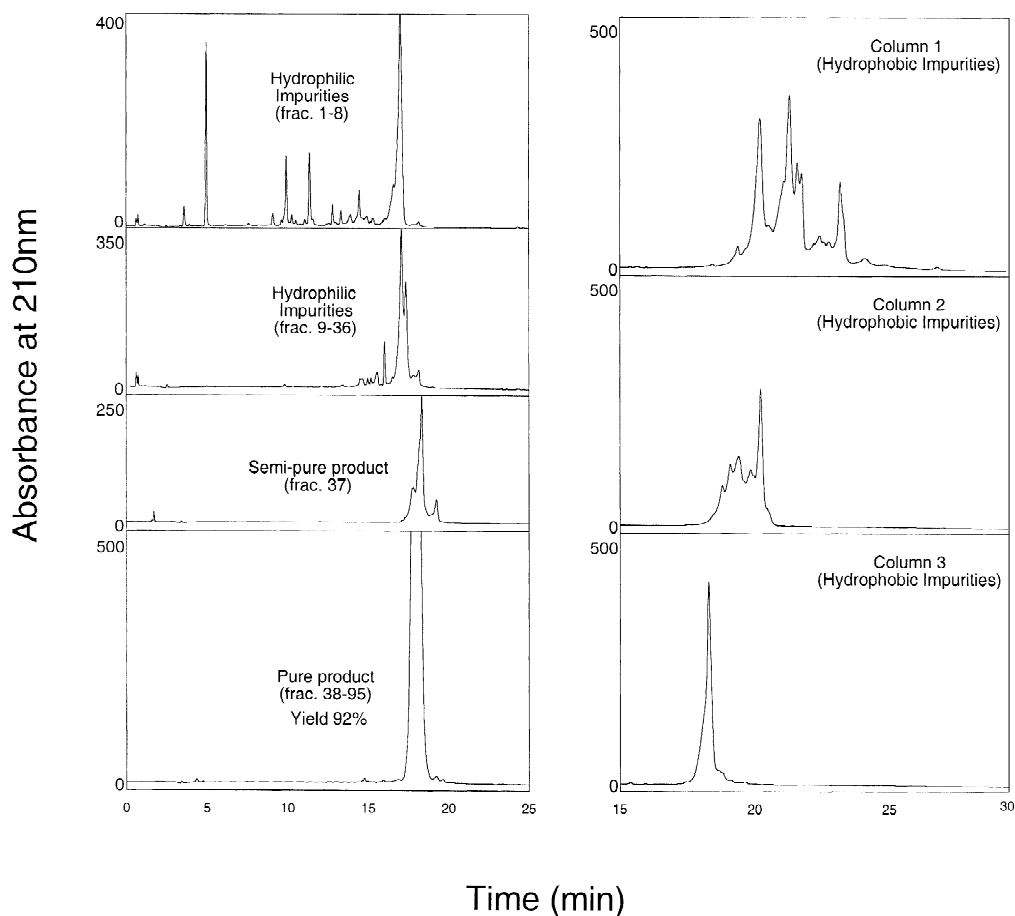 Absorbance at 210nm
400
Hydrophilic
Impurities
(frac. 1-8)
0
350
Hydrophilic
Impurities
(frac. 9-36)
0
250
Semi-pure product
(frac. 37)
0
500
Pure product
(frac. 38-95)
Yield 92%
0
0 5 10 15 20 25
500
Column 1
(Hydrophobic Impurities)
0
500
Column 2
(Hydrophobic Impurities)
0
500
Column 3
(Hydrophobic Impurities)
0
15 20 25 30
Time (min)